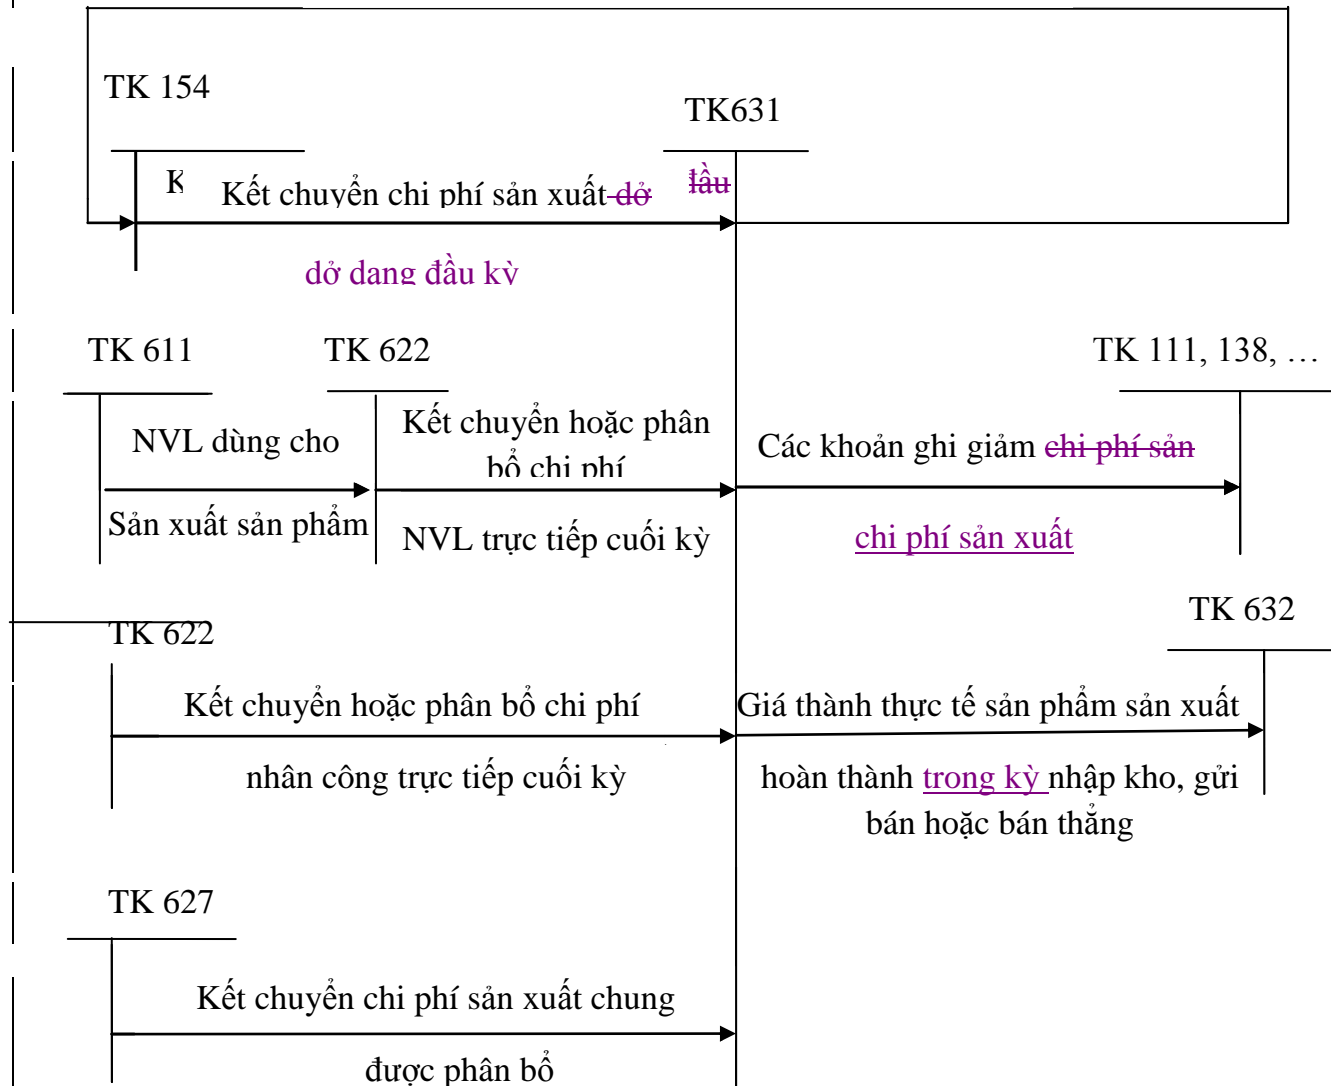 TK 154
TK631
K
Kết chuyển chi phí sản xuất dở
đầu
dở dang đầu kỳ
TK 611
TK 622
TK 111, 138, …
NVL dùng cho
Sản xuất sản phẩm
Kết chuyển hoặc phân
bổ chi phí
NVL trực tiếp cuối kỳ
Các khoản ghi giảm chi phí sản
chi phí sản xuất
TK 622
TK 632
Kết chuyển hoặc phân bổ chi phí
nhân công trực tiếp cuối kỳ
Giá thành thực tế sản phẩm sản xuất
hoàn thành trong kỳ nhập kho, gửi
bán hoặc bán thẳng
TK 627
Kết chuyển chi phí sản xuất chung
được phân bổ